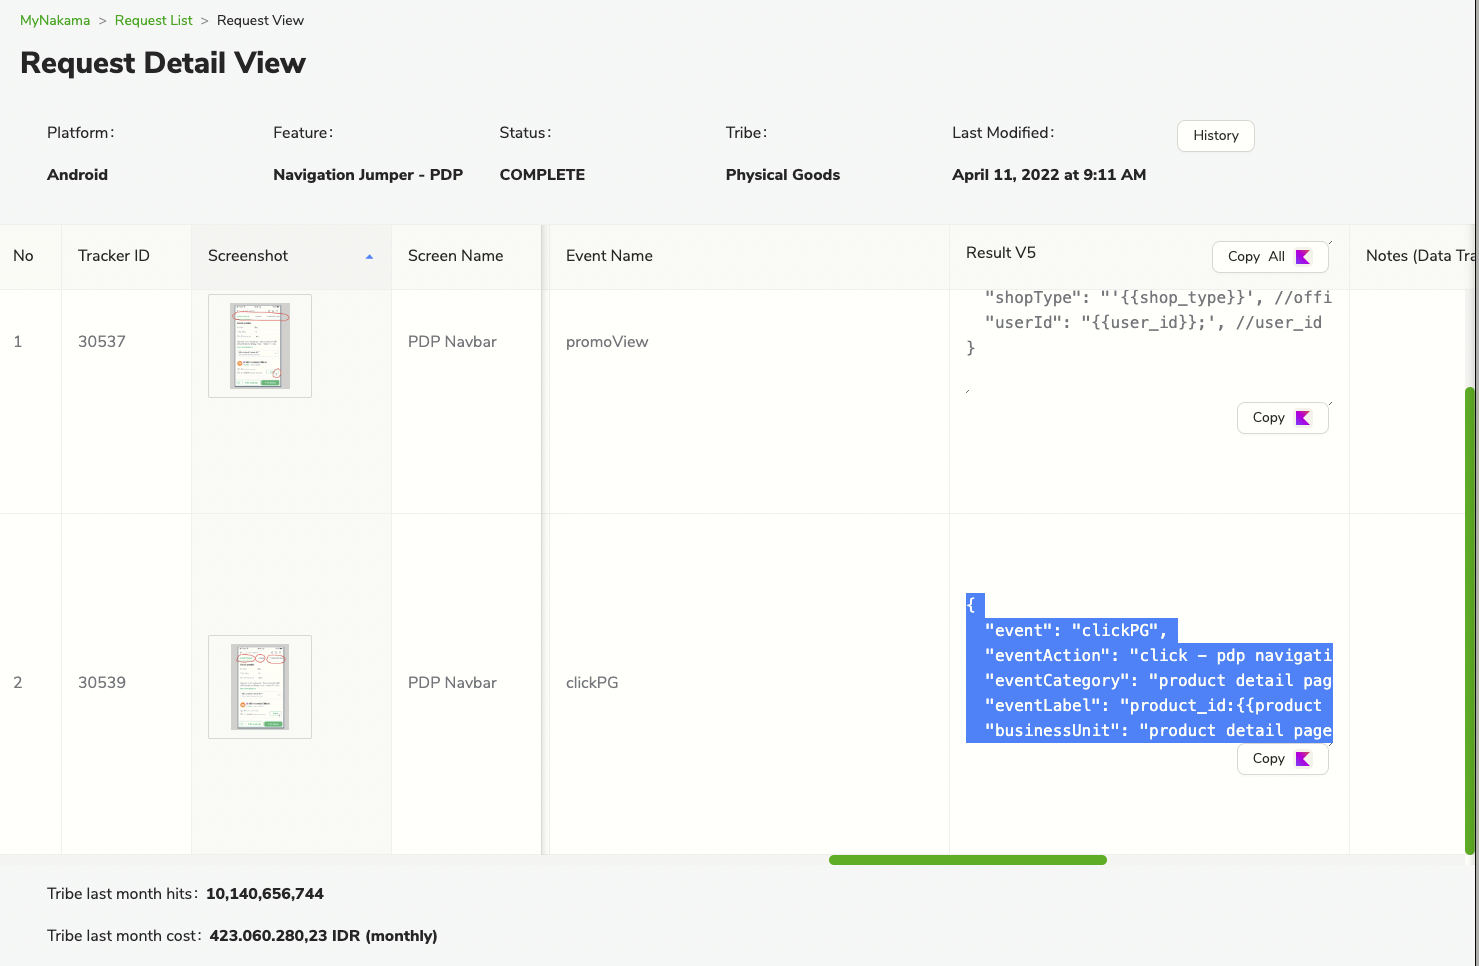 MyNakama > Request List > Request View
Request Detail View
Platform: Feature: Status: Tribe: Last Modified: History
Android Navigation Jumper - PDP COMPLETE Physical Goods April 11, 2022 at 9:11 AM
No Tracker ID Screenshot Screen Name Event Name Result V5 Copy All Notes (Data Tra
"shopType": "'{{shop_type}}', //offi
"userId": "{{user_id}};', //user_id
}
1 30537 PDP Navbar promoView
Copy
{
"event": "clickPG",
"eventAction": "click - pdp navigati
"eventCategory": "product detail pag
"eventLabel": "product_id:{{product
"businessUnit": "product detail page
2 30539 PDP Navbar clickPG
Copy
Tribe last month hits: 10,140,656,744
Tribe last month cost: 423.060.280,23 IDR (monthly)